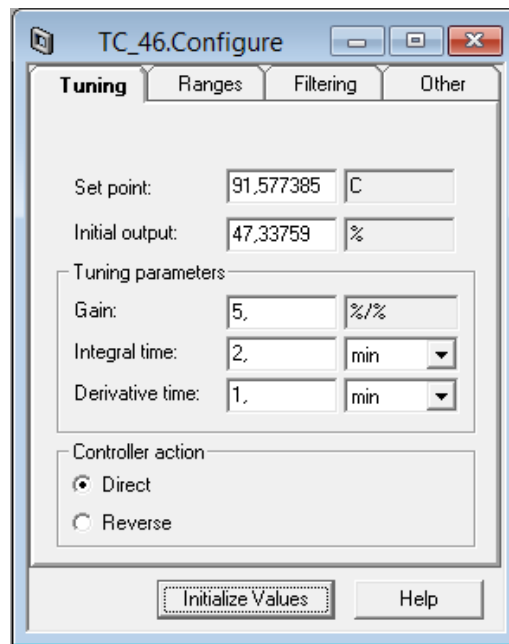 TC_46.Configure
Tuning Ranges Filtering Other
Set point: 91,577385 C
Initial output: 47,33759 %
Tuning parameters
Gain: 5, %/%
Integral time: 2, min
Derivative time: 1, min
Controller action
Direct
Reverse
Initialize Values Help